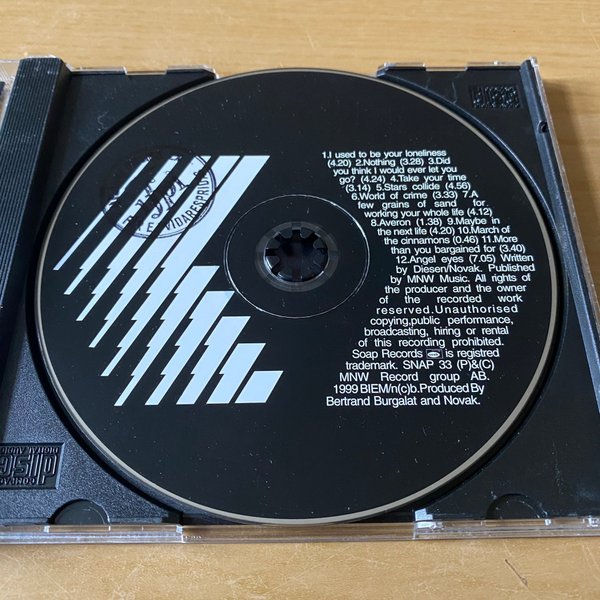 1.I used to be your loneliness
(4.20) 2.Nothing (3.28) 3.Did
you think I would ever let you
go? (4.24) 4.Take your time
(3.14) 5.Stars collide (4.56)
6.World of crime (3.33) 7.A
few grains of sand for
working your whole life (4.12)
8.Averon (1.38) 9.Maybe in
the next life (4.20) 10.March of
the cinnamons (0.46) 11.More
than you bargained for (3.40)
12.Angel eyes (7.05) Written
by Diesen/Novak. Published
by MNW Music. All rights of
the producer and the owner
of the recorded work
reserved.Unauthorised
copying,public performance,
broadcasting, hiring or rental
of this recording prohibited.
Soap Records is registred
trademark. SNAP 33 (P)&(C)
MNW Record group AB.
1999 BIEM/n(c)b.Produced By
Bertrand Burgalat and Novak.
VIDARESPRID
COMPACT
disc
DIGITAL AUDIO